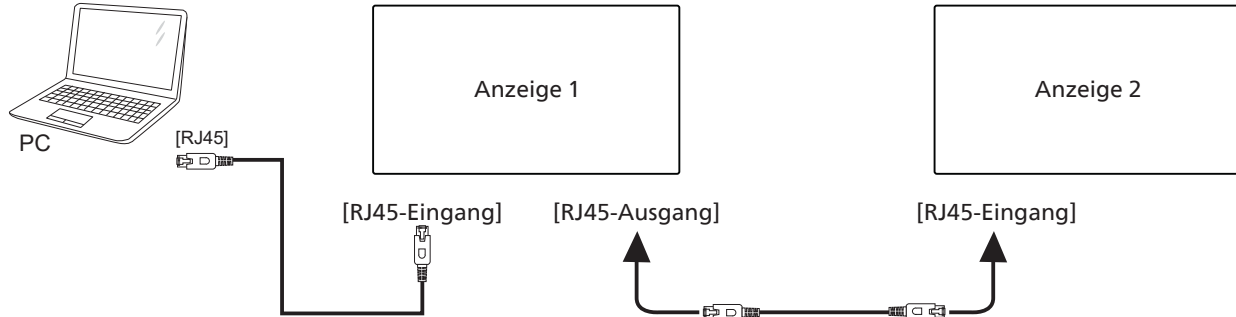 Anzeige 1
Anzeige 2
PC
[RJ45]
[RJ45-Eingang]
[RJ45-Ausgang]
[RJ45-Eingang]